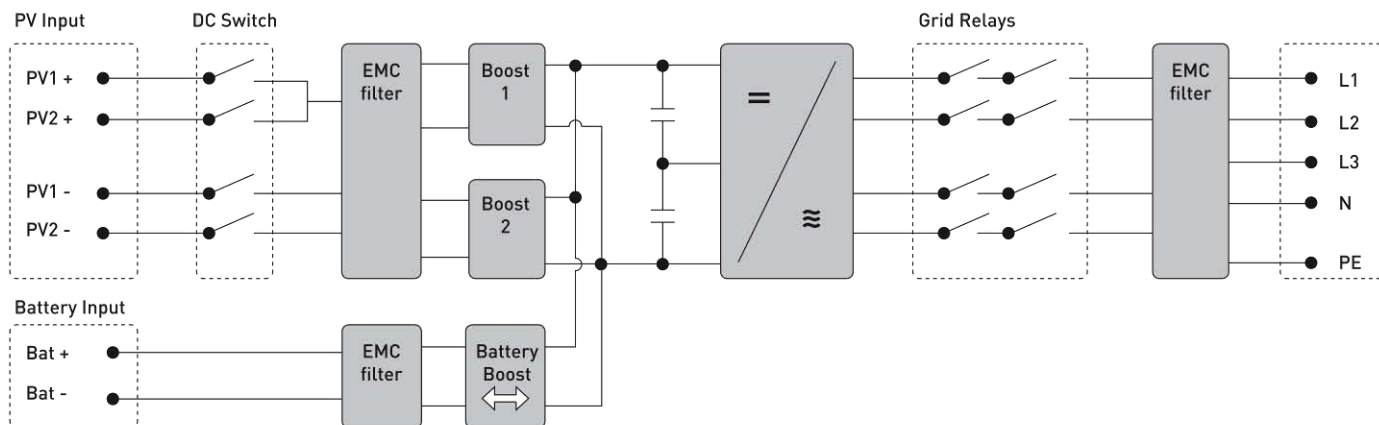 PV Input
DC Switch
Grid Relays
PV1 +
PV2 +
PV1 -
PV2 -
EMC
filter
Boost
1
Boost
2
=
≋
EMC
filter
L1
L2
L3
N
PE
Battery Input
Bat +
Bat -
EMC
filter
Battery
Boost